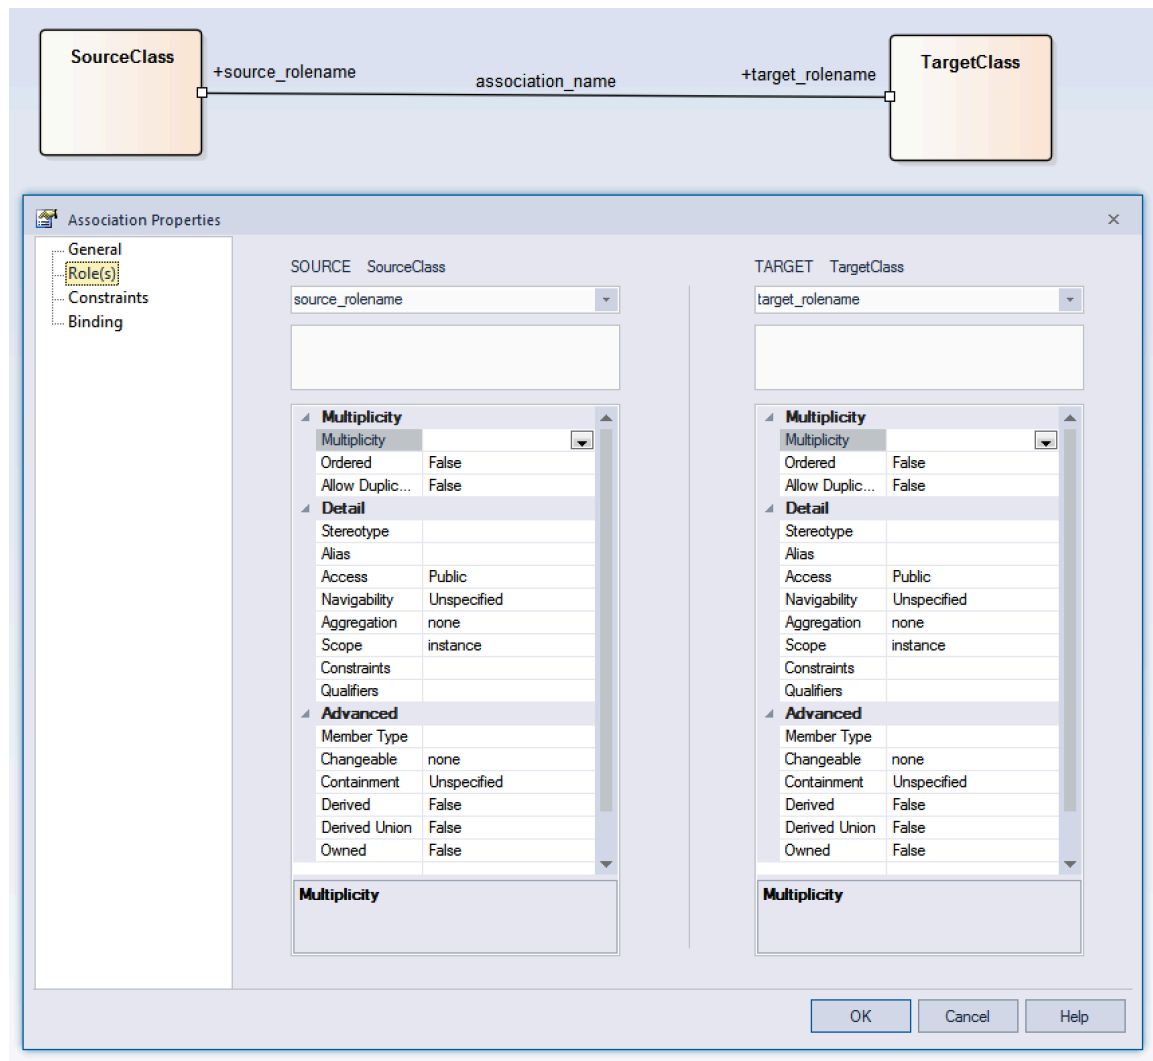 SourceClass
+source_rolename
association_name
+target_rolename
TargetClass
Association Properties
General
Role(s)
Constraints
Binding
SOURCE SourceClass
source_rolename
Multiplicity
Multiplicity
Ordered False
Allow Duplic... False
Detail
Stereotype
Alias
Access Public
Navigability Unspecified
Aggregation none
Scope instance
Constraints
Qualifiers
Advanced
Member Type
Changeable none
Containment Unspecified
Derived False
Derived Union False
Owned False
Multiplicity
TARGET TargetClass
target_rolename
Multiplicity
Multiplicity
Ordered False
Allow Duplic... False
Detail
Stereotype
Alias
Access Public
Navigability Unspecified
Aggregation none
Scope instance
Constraints
Qualifiers
Advanced
Member Type
Changeable none
Containment Unspecified
Derived False
Derived Union False
Owned False
Multiplicity
OK Cancel Help